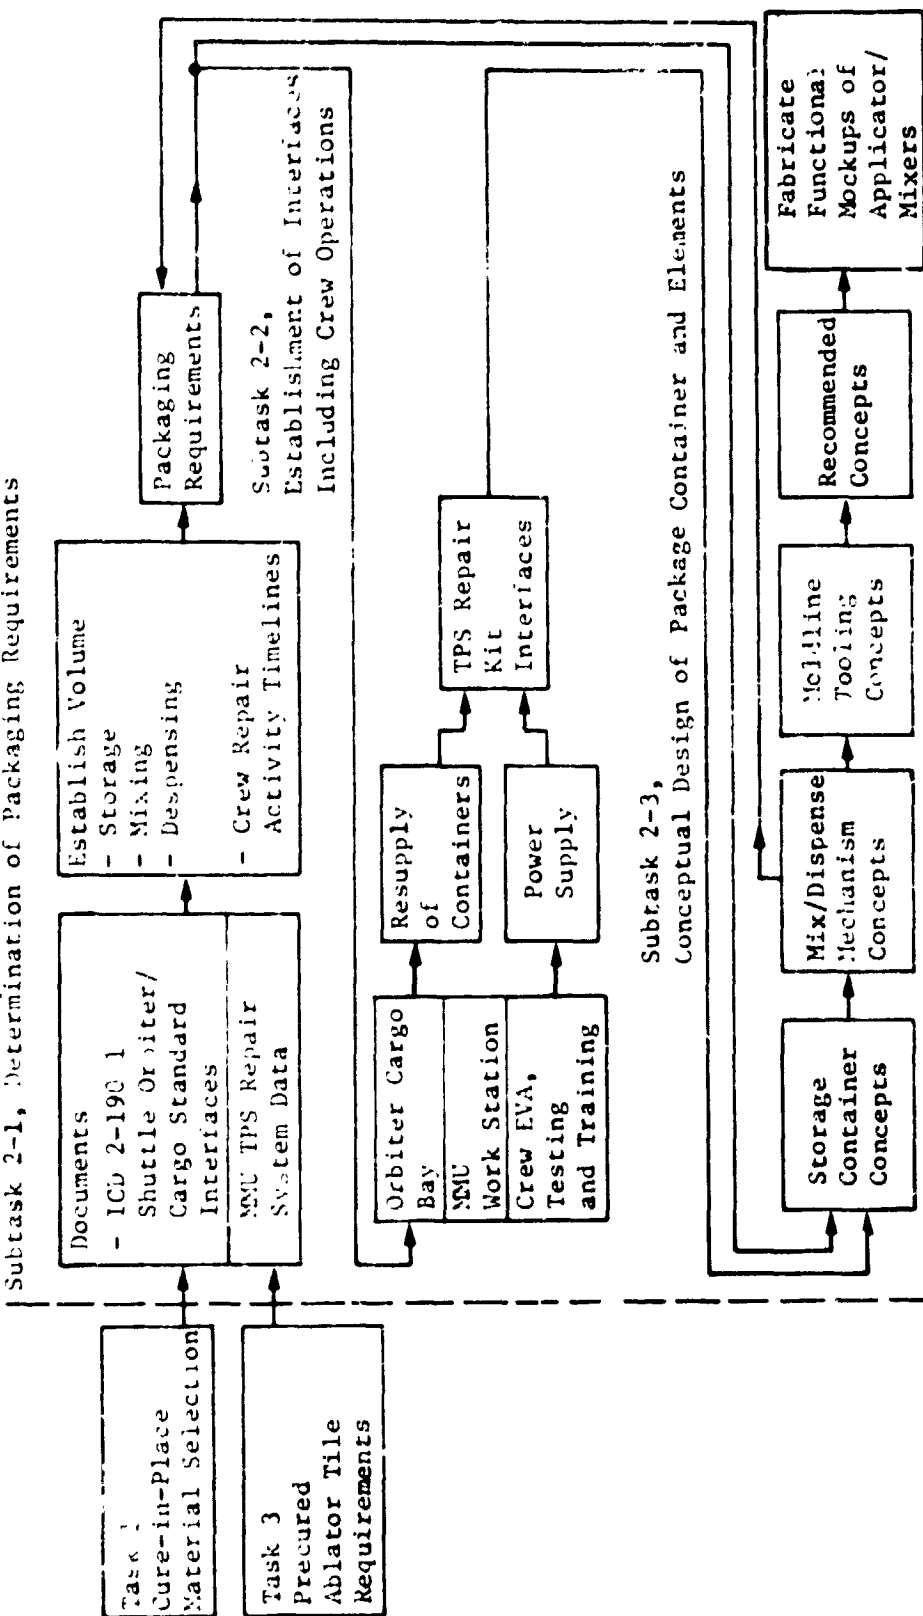 Subtask 2-1, Determination of Packaging Requirements
Task 1
Cure-in-Place
Material Selection
Task 3
Precured
Ablator Tile
Requirements
Documents
- ICD 2-190 1
Shuttle Orbiter/
Cargo Standard
Interfaces
MMU TPS Repair
System Data
Establish Volume
- Storage
- Mixing
- Despensing
- Crew Repair
Activity Timelines
Packaging
Requirements
Subtask 2-2,
Establishment of Interfaces
Including Crew Operations
Orbiter Cargo
Bay
MMU
Work Station
Crew EVA,
Testing
and Training
Resupply
of
Containers
Power
Supply
TPS Repair
Kit
Interfaces
Subtask 2-3,
Conceptual Design of Package Container and Elements
Storage
Container
Concepts
Mix/Dispense
Mechanism
Concepts
Moldline
Tooling
Concepts
Recommended
Concepts
Fabricate
Functional
Mockups of
Applicator/
Mixers